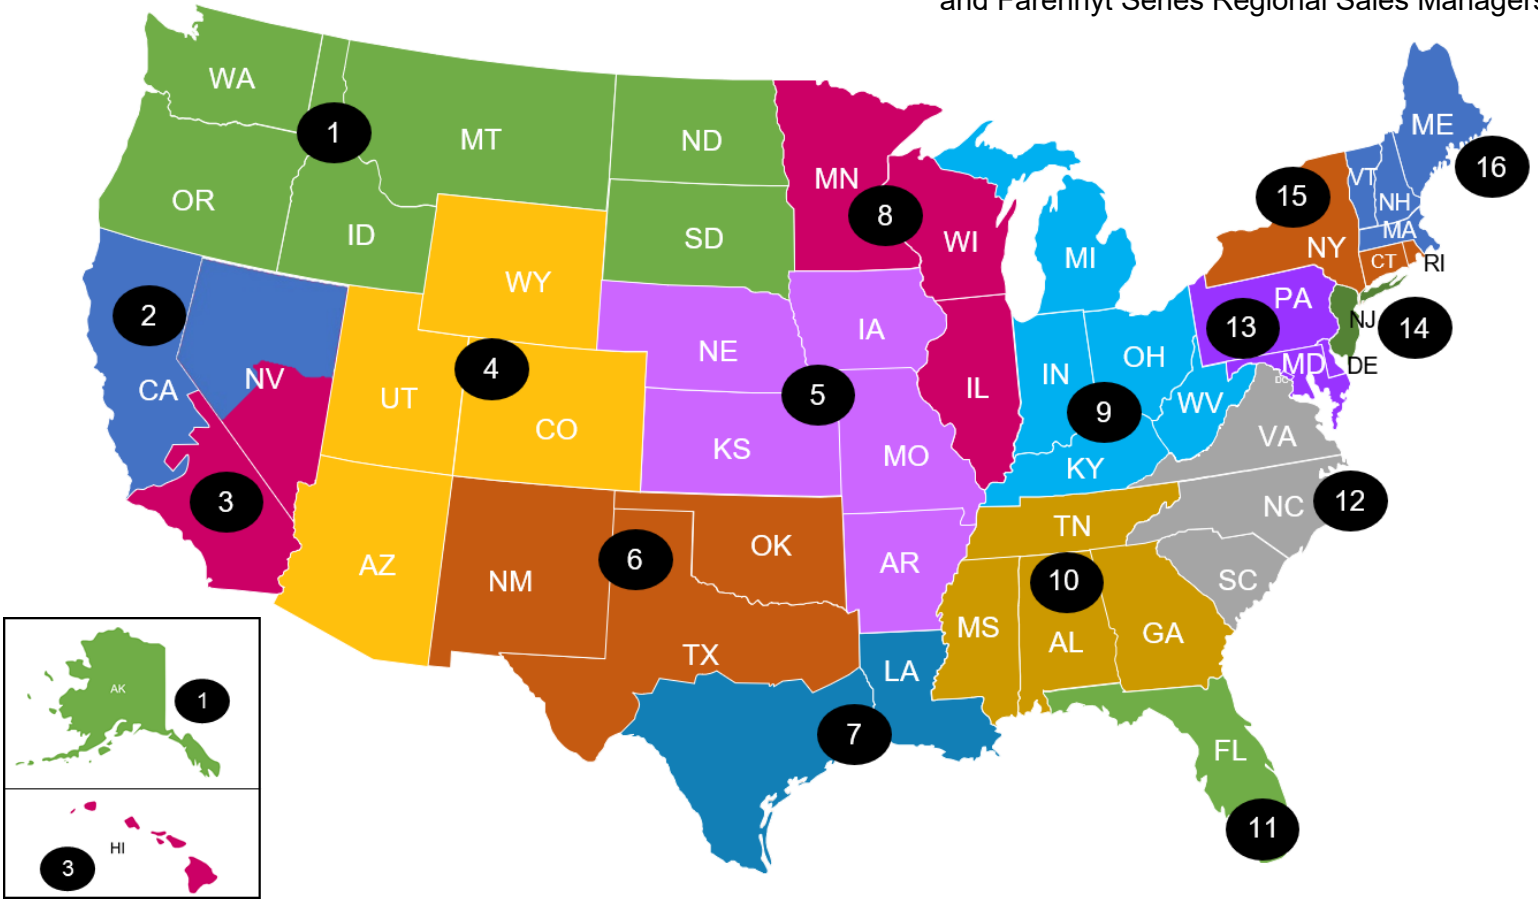 and Farenhyt Series Regional Sales Managers
WA
1
MT
ND
OR
ID
SD
MN
8
WI
MI
ME
16
15
VT
NH
MA
NY
CT
RI
2
CA
NV
WY
4
UT
CO
NE
IA
5
KS
MO
IL
IN
OH
9
WV
KY
PA
13
NJ
14
MD
DE
DC
VA
NC
12
SC
3
AZ
NM
6
OK
TX
AR
LA
7
TN
10
MS
AL
GA
FL
11
AK
1
HI
3